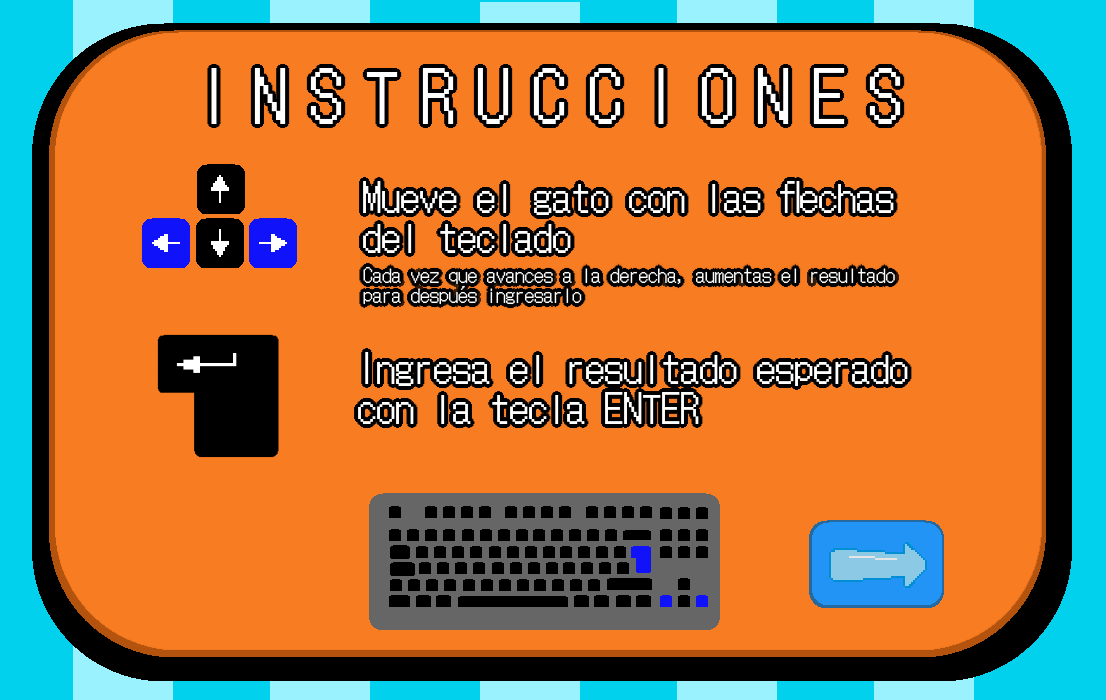 INSTRUCCIONES
Mueve el gato con las flechas
del teclado
Cada vez que avances a la derecha, aumentas el resultado
para después ingresarlo
Ingresa el resultado esperado
con la tecla ENTER